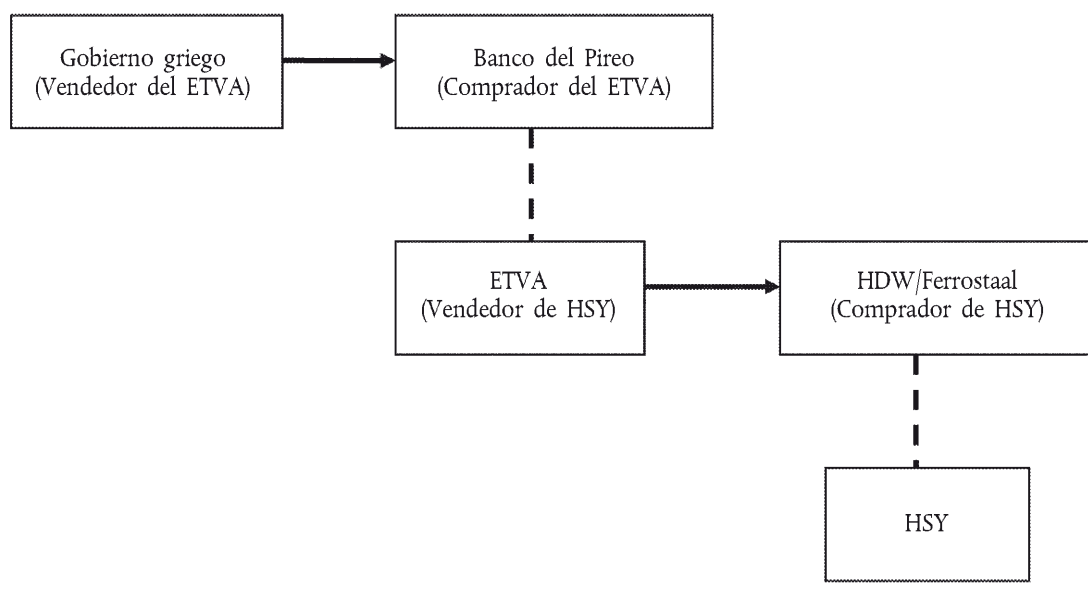 Gobierno griego
(Vendedor del ETVA)
Banco del Pireo
(Comprador del ETVA)
ETVA
(Vendedor de HSY)
HDW/Ferrostaal
(Comprador de HSY)
HSY